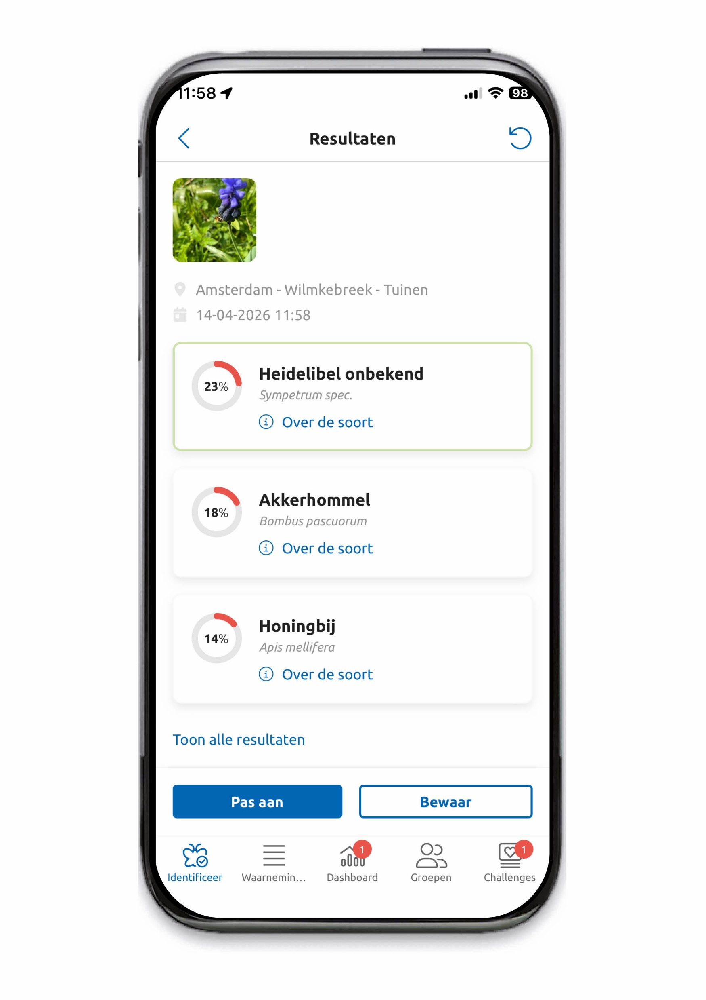 11:58
98
Resultaten
Amsterdam - Wilmkebreek - Tuinen
14-04-2026 11:58
23%
Heidelibel onbekend
Sympetrum spec.
Over de soort
18%
Akkerhommel
Bombus pascuorum
Over de soort
14%
Honingbij
Apis mellifera
Over de soort
Toon alle resultaten
Pas aan
Bewaar
1
1
Identificeer
Waarnemin...
Dashboard
Groepen
Challenges